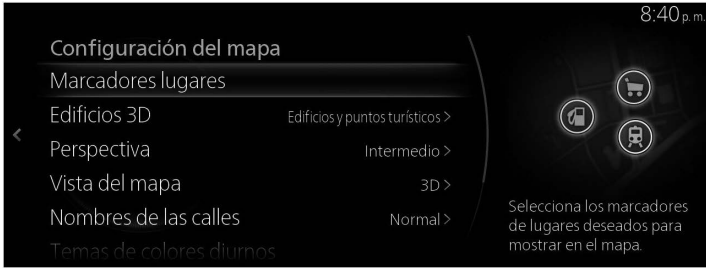 8:40 p. m.
Configuración del mapa
Marcadores lugares
Edificios 3D Edificios y puntos turísticos >
Perspectiva Intermedio >
Vista del mapa 3D >
Nombres de las calles Normal >
Temas de colores diurnos
Selecciona los marcadores
de lugares deseados para
mostrar en el mapa.